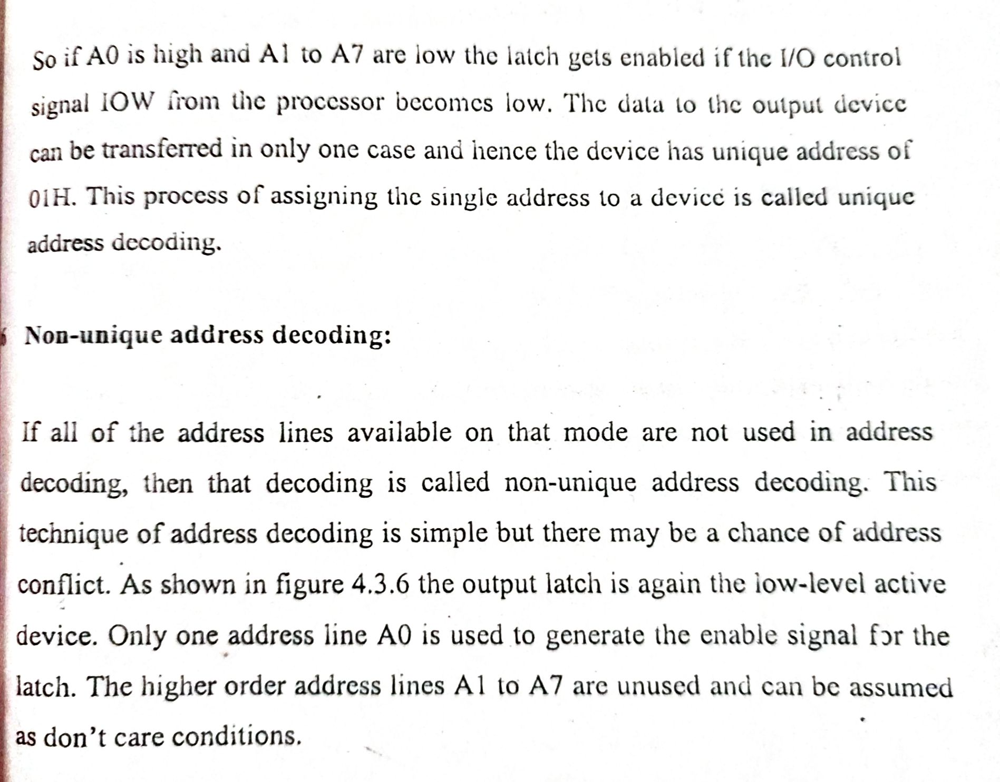 So if A0 is high and A1 to A7 are low the latch gets enabled if the I/O control
signal IOW from the processor becomes low. The data to the output device
can be transferred in only one case and hence the device has unique address of
01H. This process of assigning the single address to a device is called unique
address decoding.
Non-unique address decoding:
If all of the address lines available on that mode are not used in address
decoding, then that decoding is called non-unique address decoding. This
technique of address decoding is simple but there may be a chance of address
conflict. As shown in figure 4.3.6 the output latch is again the low-level active
device. Only one address line A0 is used to generate the enable signal for the
latch. The higher order address lines A1 to A7 are unused and can be assumed
as don't care conditions.